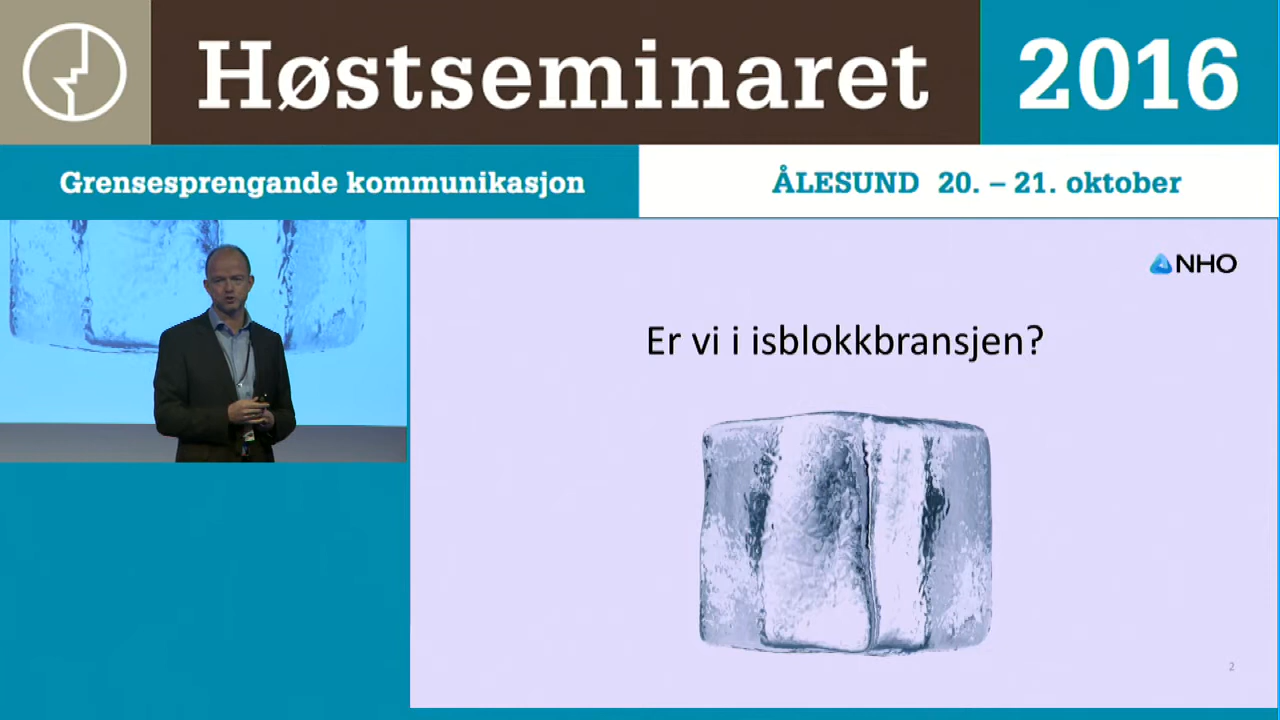 Høstseminaret
2016
Grensesprengande kommunikasjon
ÅLESUND 20. – 21. oktober
NHO
Er vi i isblokkbransjen?
2